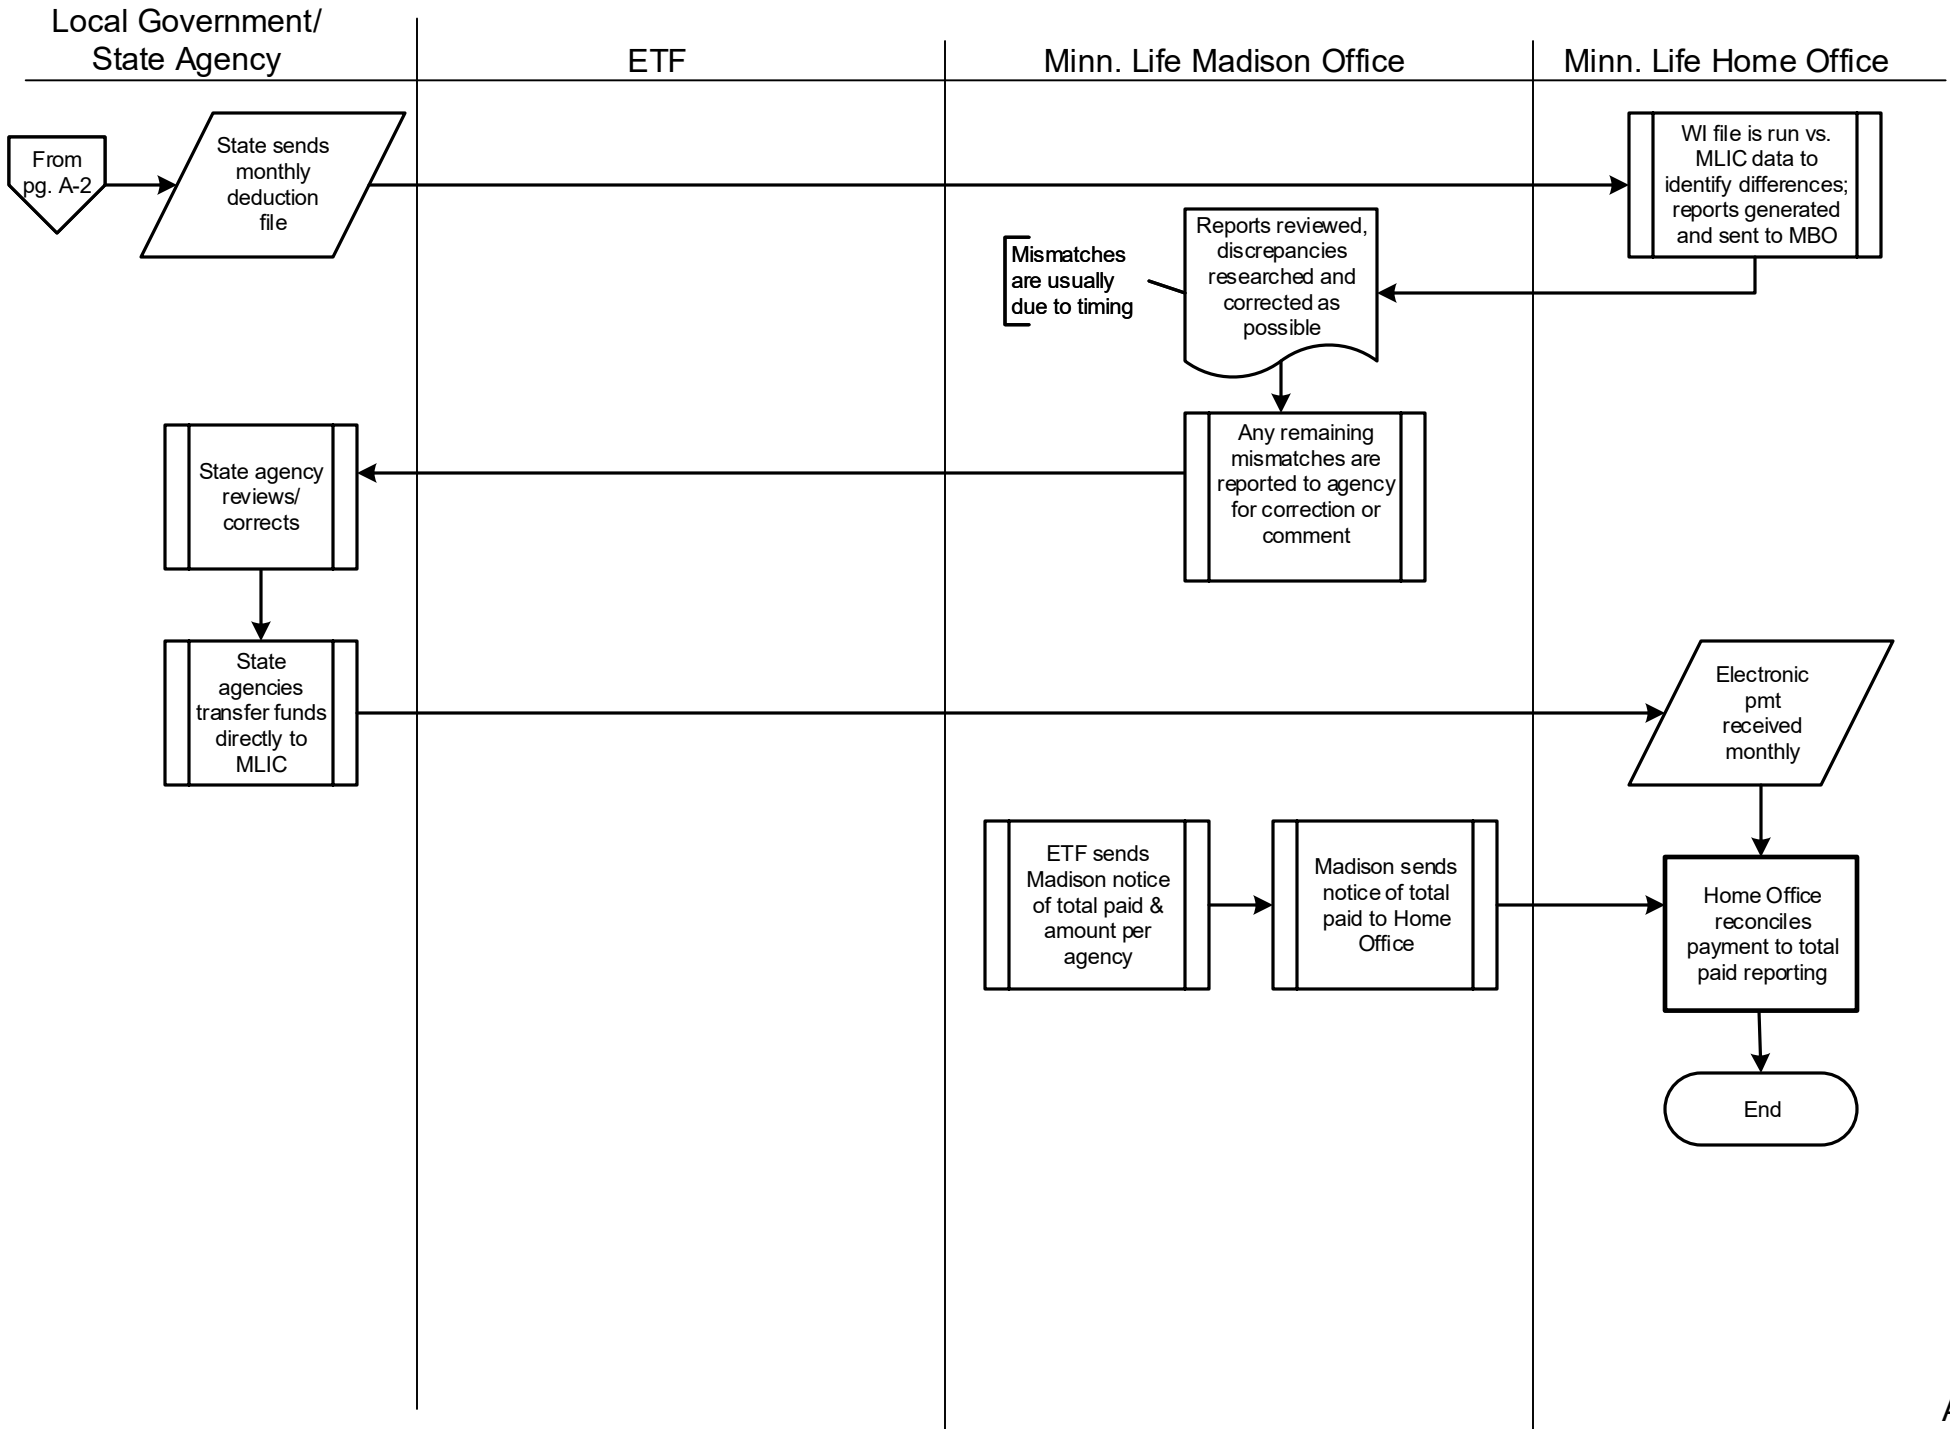 Local Government/
State Agency
ETF
Minn. Life Madison Office
Minn. Life Home Office
From
pg. A-2
State sends
monthly
deduction
file
WI file is run vs.
MLIC data to
identify differences;
reports generated
and sent to MBO
Mismatches
are usually
due to timing
Reports reviewed,
discrepancies
researched and
corrected as
possible
Any remaining
mismatches are
reported to agency
for correction or
comment
State agency
reviews/
corrects
State
agencies
transfer funds
directly to
MLIC
Electronic
pmt
received
monthly
ETF sends
Madison notice
of total paid &
amount per
agency
Madison sends
notice of total
paid to Home
Office
Home Office
reconciles
payment to total
paid reporting
End